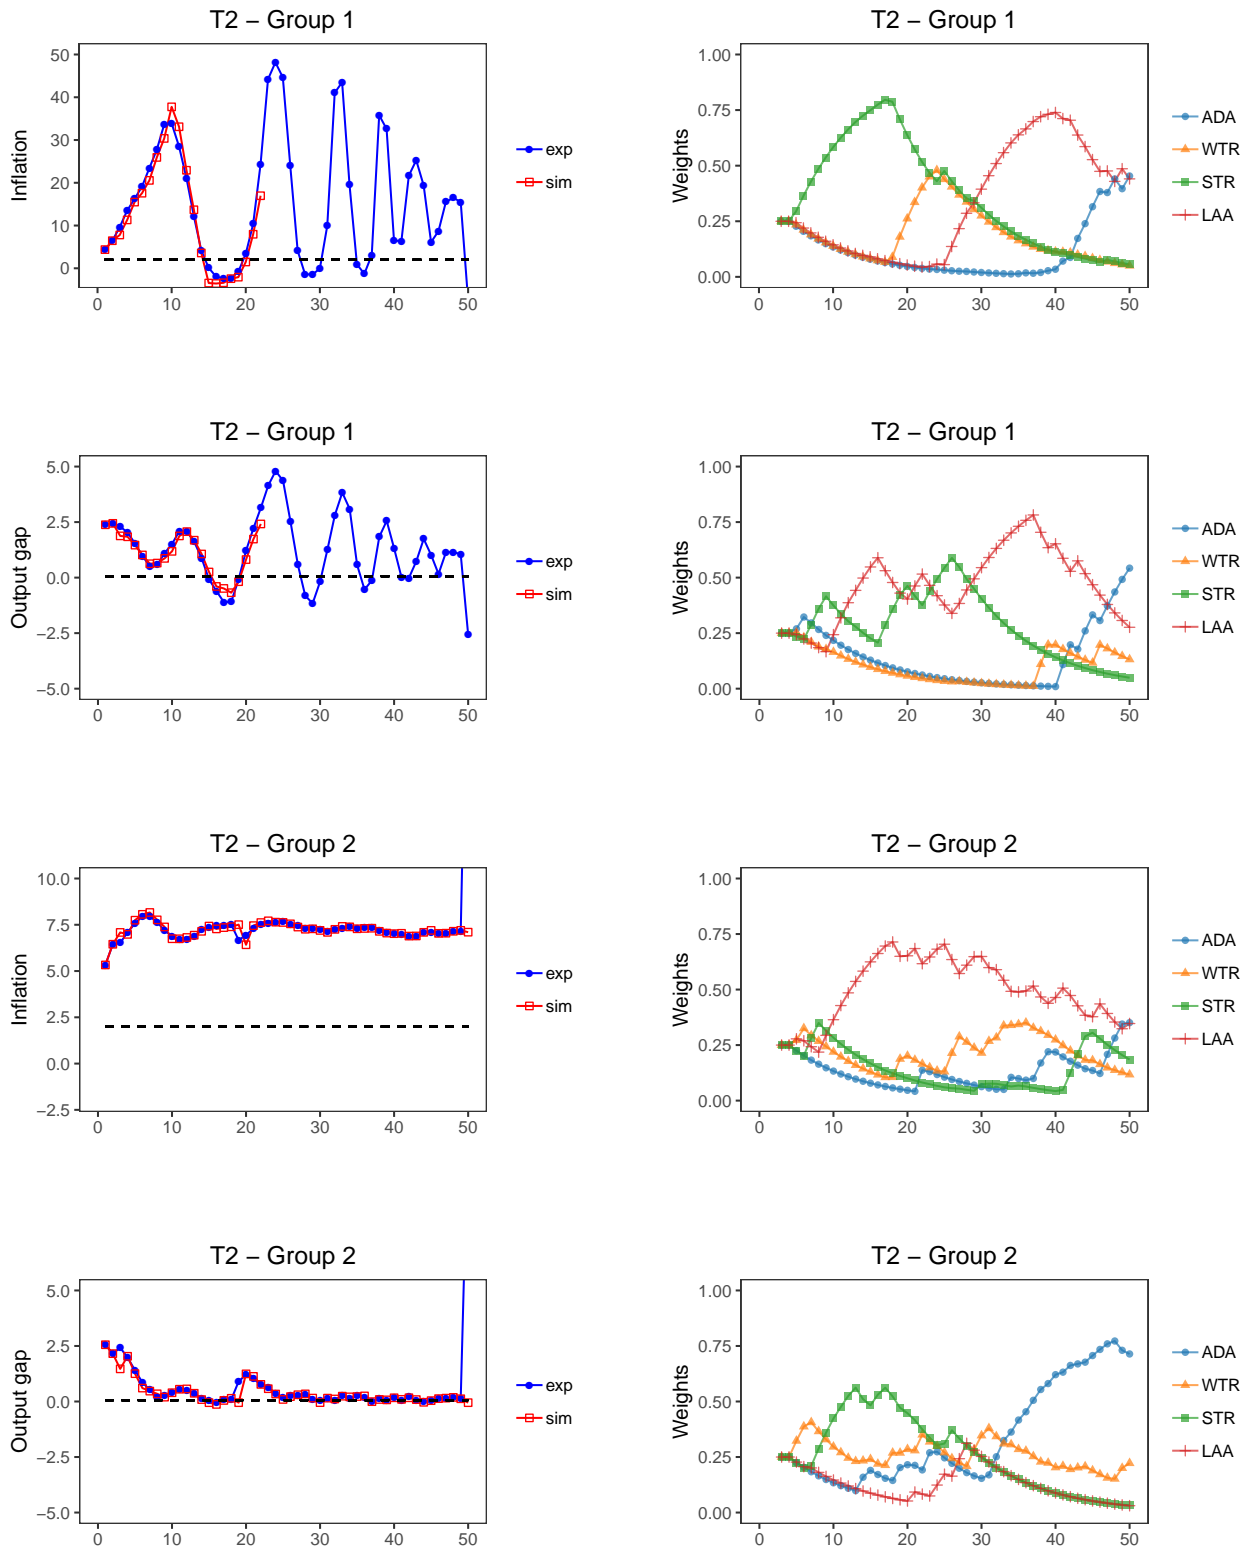 T2 – Group 1
Inflation
50
40
30
20
10
0
0 10 20 30 40 50
exp
sim
T2 – Group 1
Weights
1.00
0.75
0.50
0.25
0.00
0 10 20 30 40 50
ADA
WTR
STR
LAA
T2 – Group 1
Output gap
5.0
2.5
0.0
−2.5
−5.0
0 10 20 30 40 50
exp
sim
T2 – Group 1
Weights
1.00
0.75
0.50
0.25
0.00
0 10 20 30 40 50
ADA
WTR
STR
LAA
T2 – Group 2
Inflation
10.0
7.5
5.0
2.5
0.0
−2.5
0 10 20 30 40 50
exp
sim
T2 – Group 2
Weights
1.00
0.75
0.50
0.25
0.00
0 10 20 30 40 50
ADA
WTR
STR
LAA
T2 – Group 2
Output gap
5.0
2.5
0.0
−2.5
−5.0
0 10 20 30 40 50
exp
sim
T2 – Group 2
Weights
1.00
0.75
0.50
0.25
0.00
0 10 20 30 40 50
ADA
WTR
STR
LAA